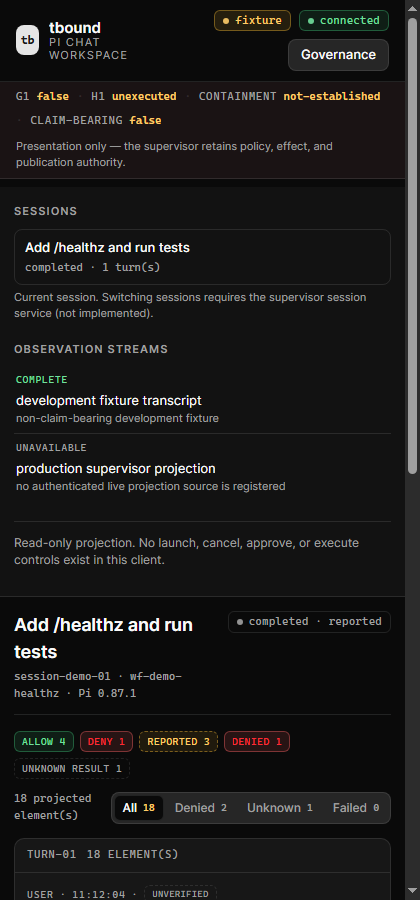 tb
tbound
PI CHAT
WORKSPACE
fixture
connected
Governance
G1 false · H1 unexecuted · CONTAINMENT not-established
· CLAIM-BEARING false
Presentation only — the supervisor retains policy, effect, and
publication authority.
SESSIONS
Add /healthz and run tests
completed · 1 turn(s)
Current session. Switching sessions requires the supervisor session
service (not implemented).
OBSERVATION STREAMS
COMPLETE
development fixture transcript
non-claim-bearing development fixture
UNAVAILABLE
production supervisor projection
no authenticated live projection source is registered
Read-only projection. No launch, cancel, approve, or execute
controls exist in this client.
Add /healthz and run
tests
completed · reported
session-demo-01 · wf-demo-
healthz · Pi 0.87.1
ALLOW 4 DENY 1 REPORTED 3 DENIED 1
UNKNOWN RESULT 1
18 projected
element(s)
All 18 Denied 2 Unknown 1 Failed 0
TURN-01 18 ELEMENT(S)
USER · 11:12:04 · UNVERIFIED